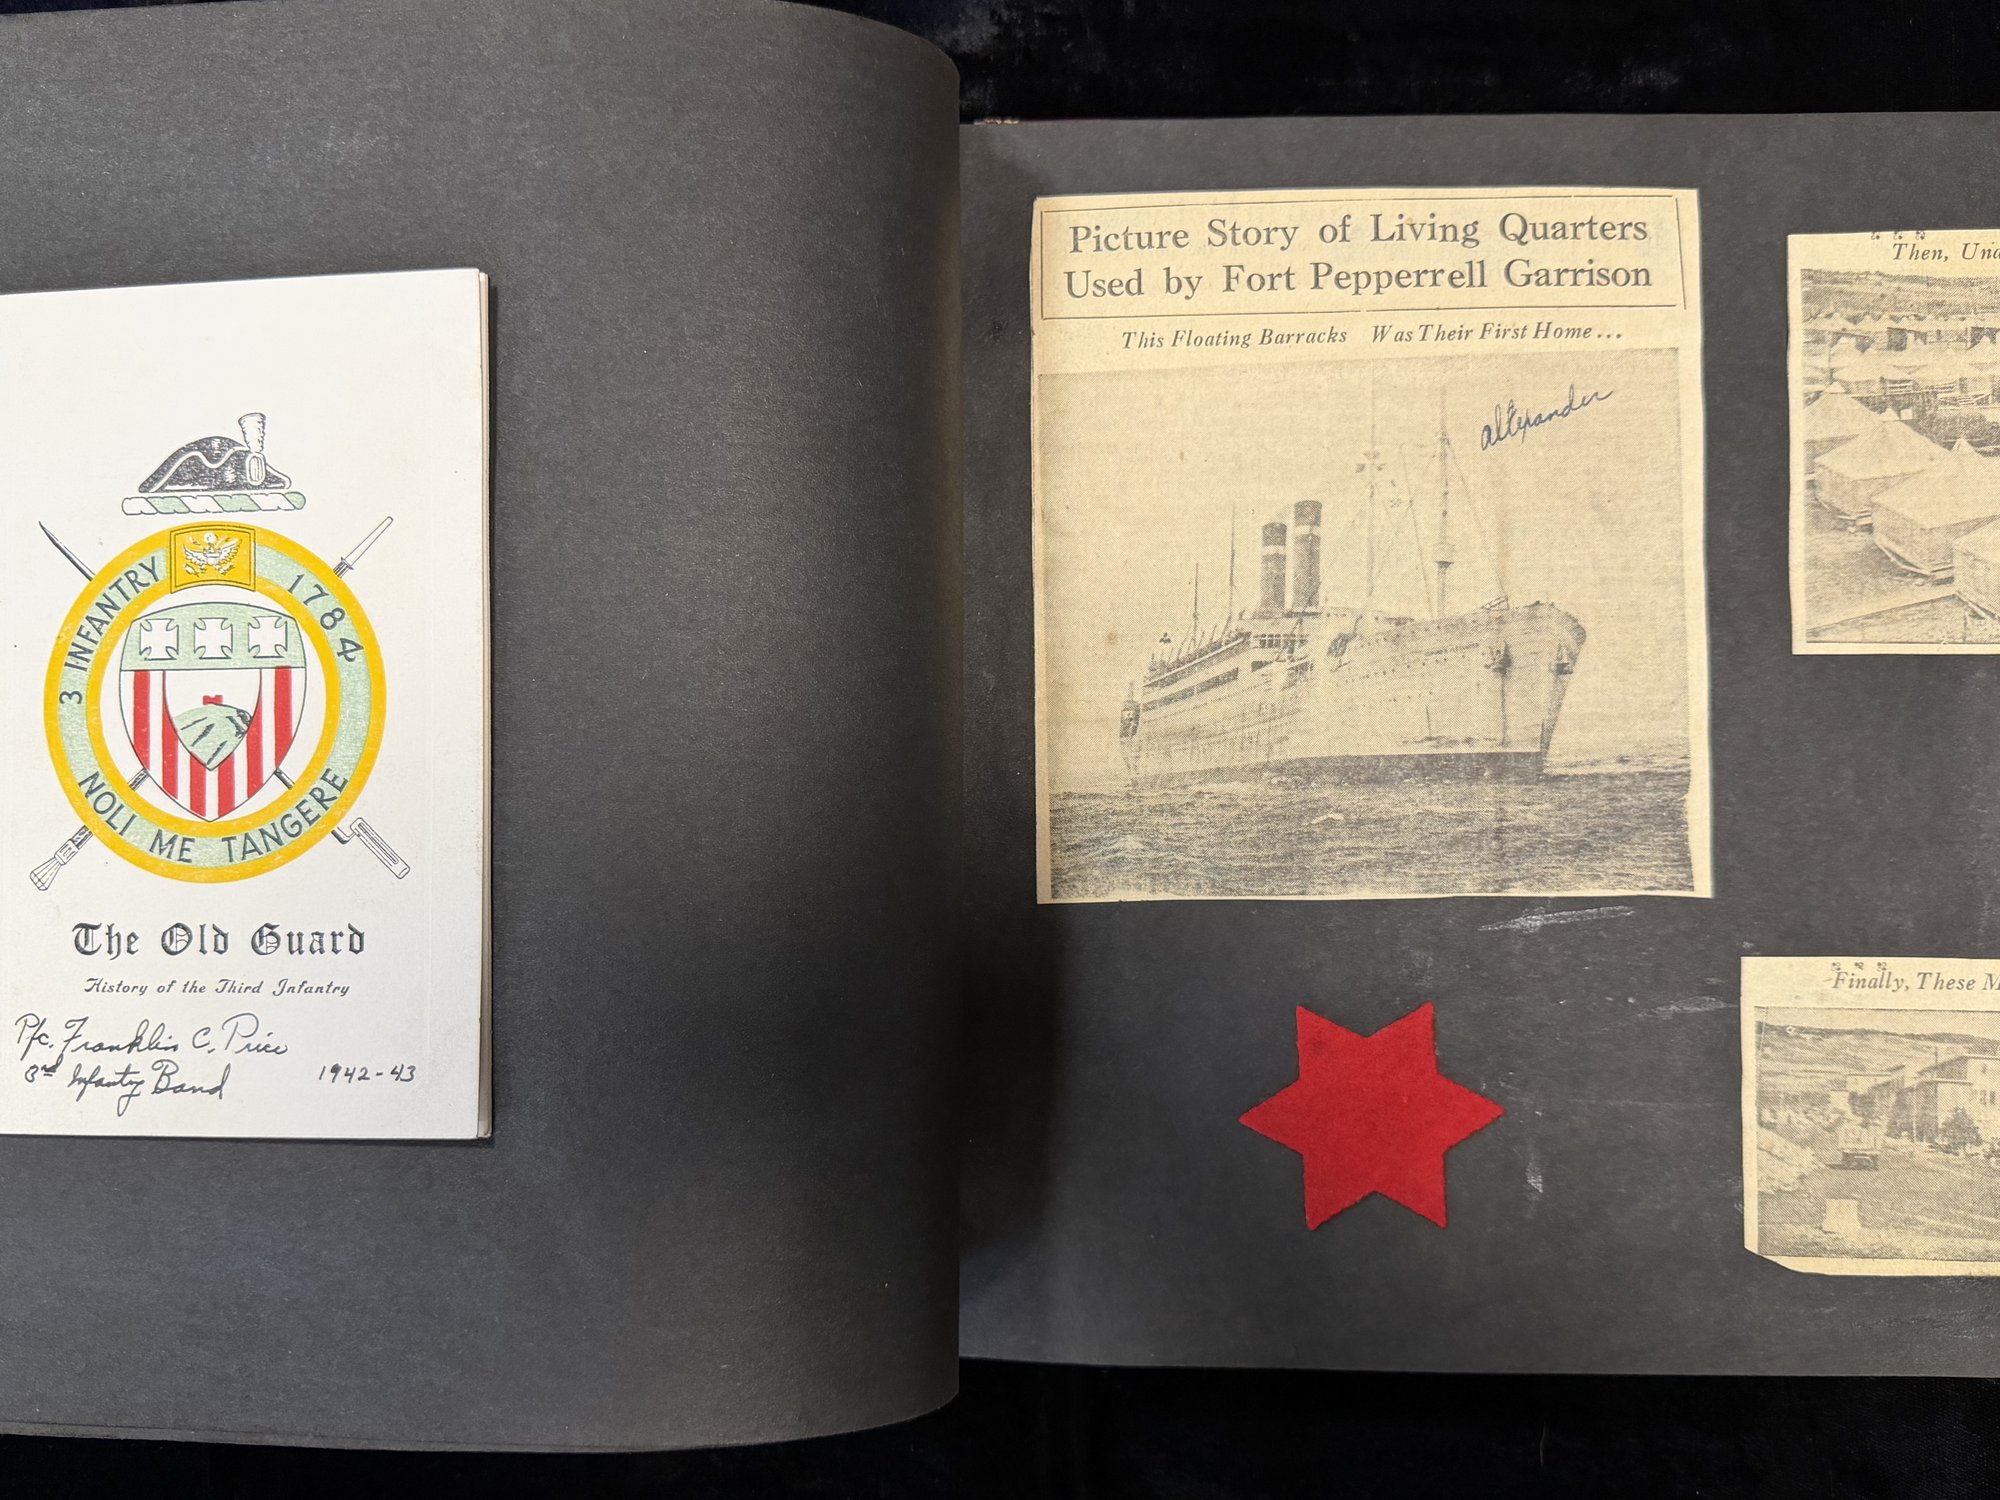 3 INFANTRY 1784
NOLI ME TANGERE
The Old Guard
History of the Third Infantry
Pfc. Franklin C. Price
3rd Infantry Band 1942-43
Picture Story of Living Quarters
Used by Fort Pepperrell Garrison
This Floating Barracks Was Their First Home...
alexander
Then,
Finally, These